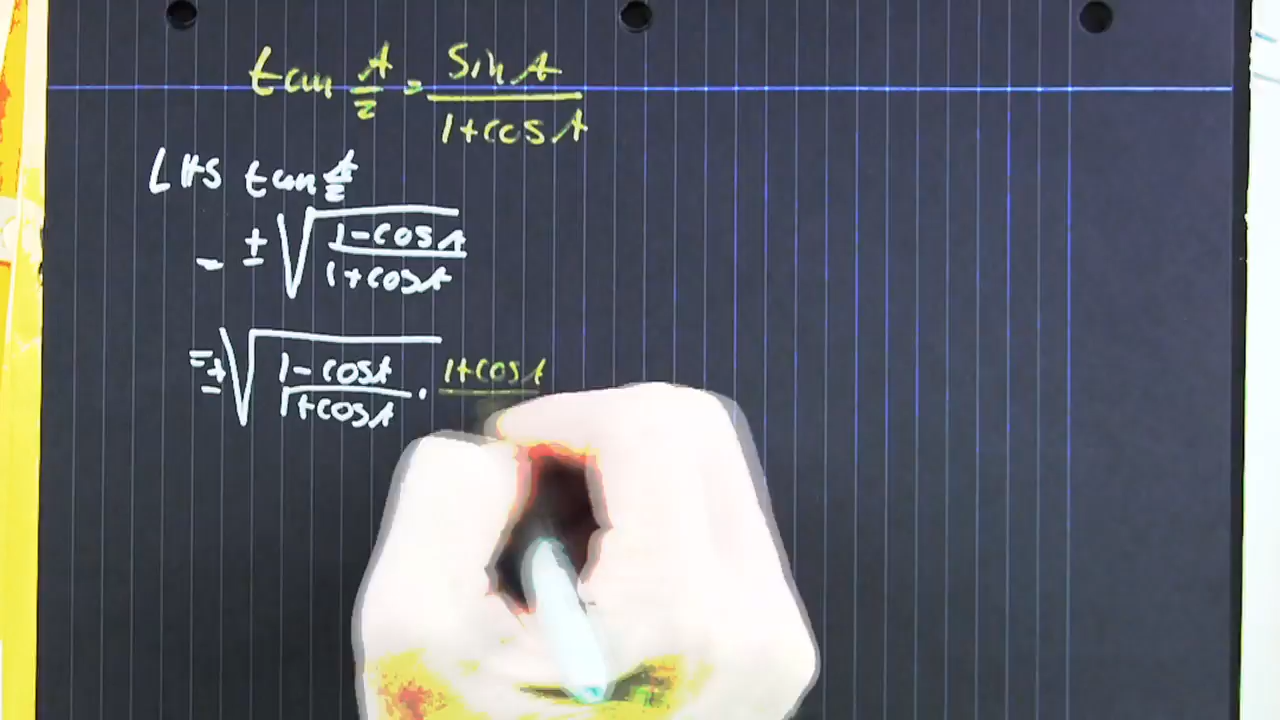 tan A/2 = sin A / 1+cos A
LHS tan A/2
= ± √ 1-cos A / 1+cos A
= ± √ 1-cos A / 1+cos A · 1+cos A